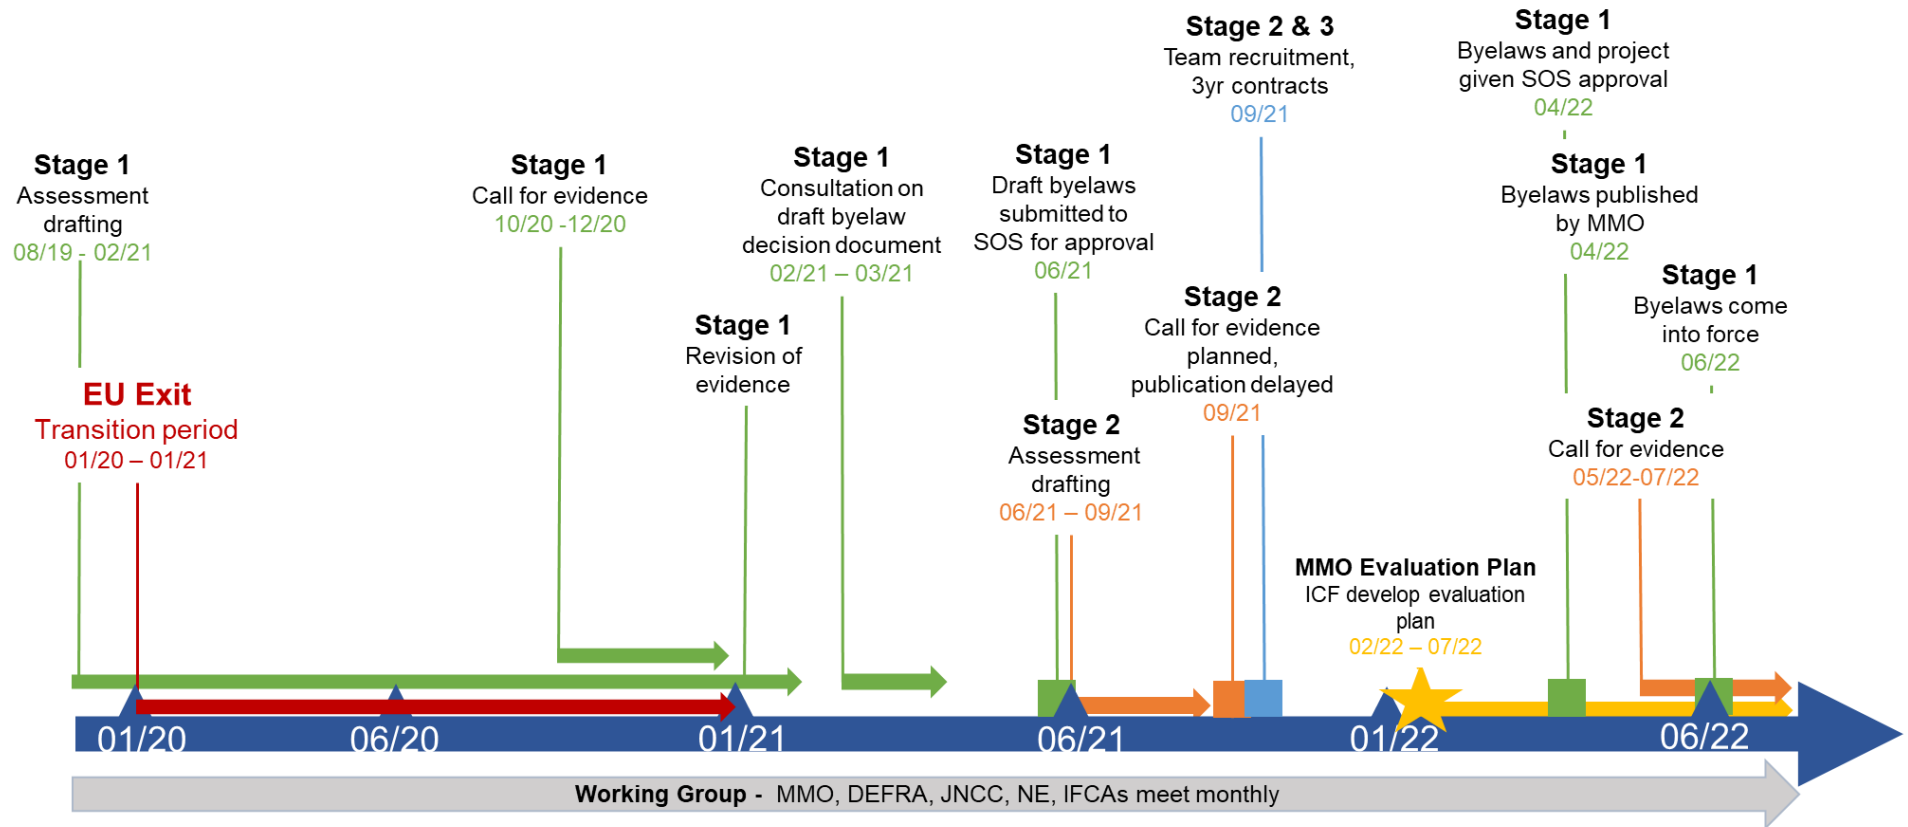 Stage 1
Assessment
drafting
08/19 - 02/21
EU Exit
Transition period
01/20 – 01/21
Stage 1
Call for evidence
10/20 -12/20
Stage 1
Revision of
evidence
Stage 1
Consultation on
draft byelaw
decision document
02/21 – 03/21
Stage 1
Draft byelaws
submitted to
SOS for approval
06/21
Stage 2
Assessment
drafting
06/21 – 09/21
Stage 2 & 3
Team recruitment,
3yr contracts
09/21
Stage 2
Call for evidence
planned,
publication delayed
09/21
MMO Evaluation Plan
ICF develop evaluation
plan
02/22 – 07/22
Stage 1
Byelaws and project
given SOS approval
04/22
Stage 1
Byelaws published
by MMO
04/22
Stage 1
Byelaws come
into force
06/22
Stage 2
Call for evidence
05/22-07/22
01/20
06/20
01/21
06/21
01/22
06/22
Working Group - MMO, DEFRA, JNCC, NE, IFCAs meet monthly